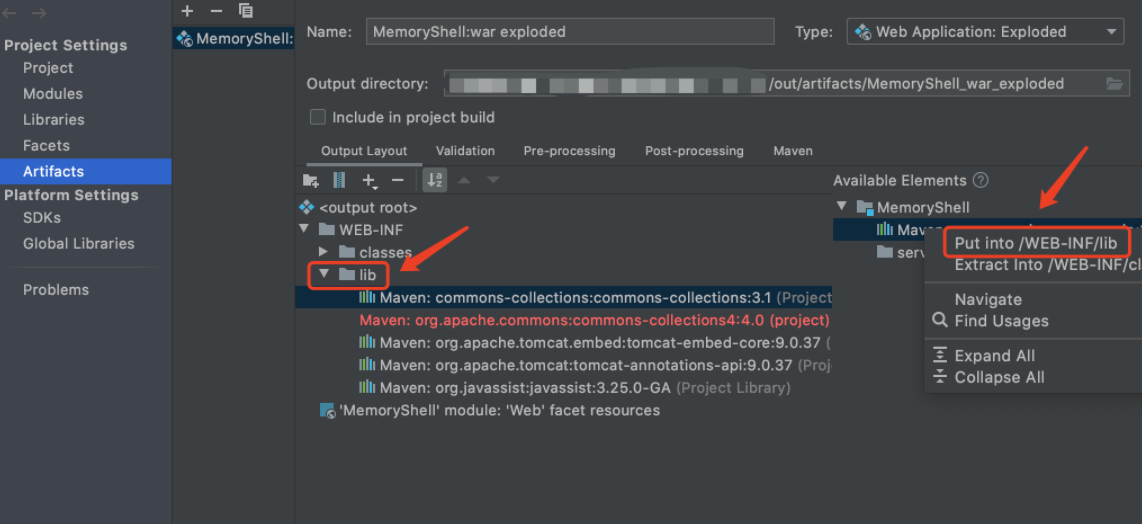 Project Settings
Project
Modules
Libraries
Facets
Artifacts
Platform Settings
SDKs
Global Libraries
Problems
MemoryShell:
Name: MemoryShell:war exploded Type: Web Application: Exploded
Output directory: /out/artifacts/MemoryShell_war_exploded
Include in project build
Output Layout Validation Pre-processing Post-processing Maven
<output root>
WEB-INF
classes
lib
Maven: commons-collections:commons-collections:3.1 (Project
Maven: org.apache.commons:commons-collections4:4.0 (project)
Maven: org.apache.tomcat.embed:tomcat-embed-core:9.0.37 (
Maven: org.apache.tomcat:tomcat-annotations-api:9.0.37 (Proj
Maven: org.javassist:javassist:3.25.0-GA (Project Library)
'MemoryShell' module: 'Web' facet resources
Available Elements ?
MemoryShell
Maven
serv
Put into /WEB-INF/lib
Extract Into /WEB-INF/cl
Navigate
Find Usages
Expand All
Collapse All